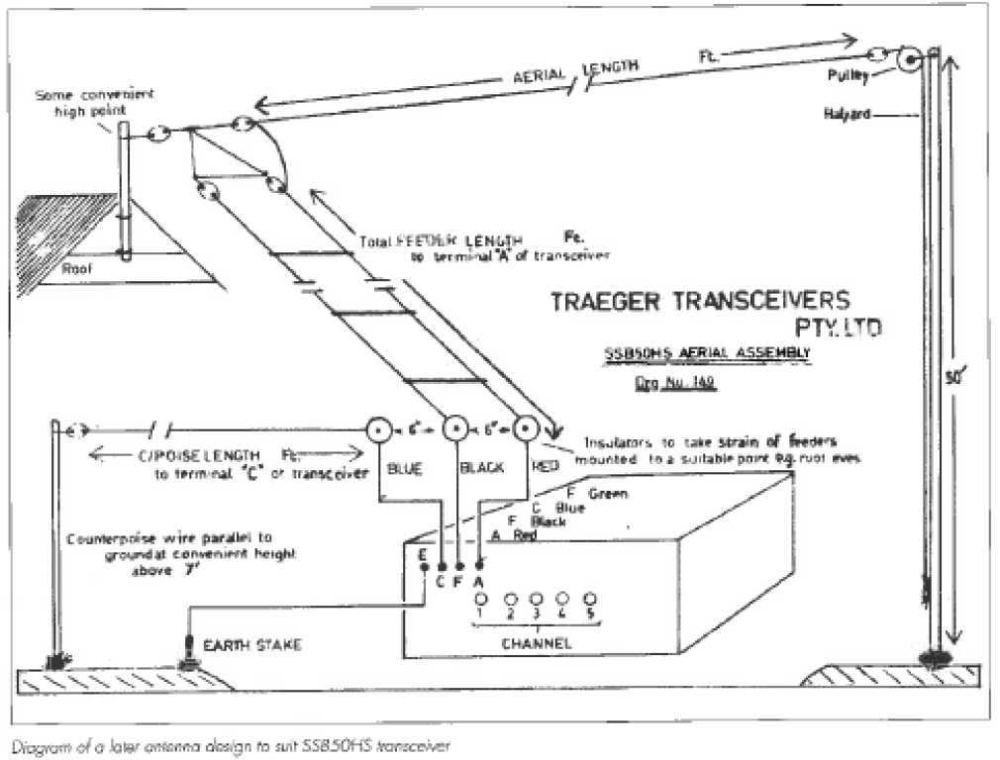 Some convenient
high point
AERIAL LENGTH Ft.
Pulley
Halyard
Roof
Total FEEDER LENGTH Ft.
to terminal "A" of transceiver
TRAEGER TRANSCEIVERS
PTY.LTD
SSB50HS AERIAL ASSEMBLY
Drg Nu. 149
50'
6" 6"
C/POISE LENGTH Ft.
to terminal "C" of transceiver
BLUE BLACK RED
Insulators to take strain of feeders
mounted to a suitable point e.g. roof eves
F Green
C Blue
F Black
A Red
Counterpoise wire parallel to
ground at convenient height
above 7'
E
C F A
1 2 3 4 5
CHANNEL
EARTH STAKE
Diagram of a later antenna design to suit SSB50HS transceiver